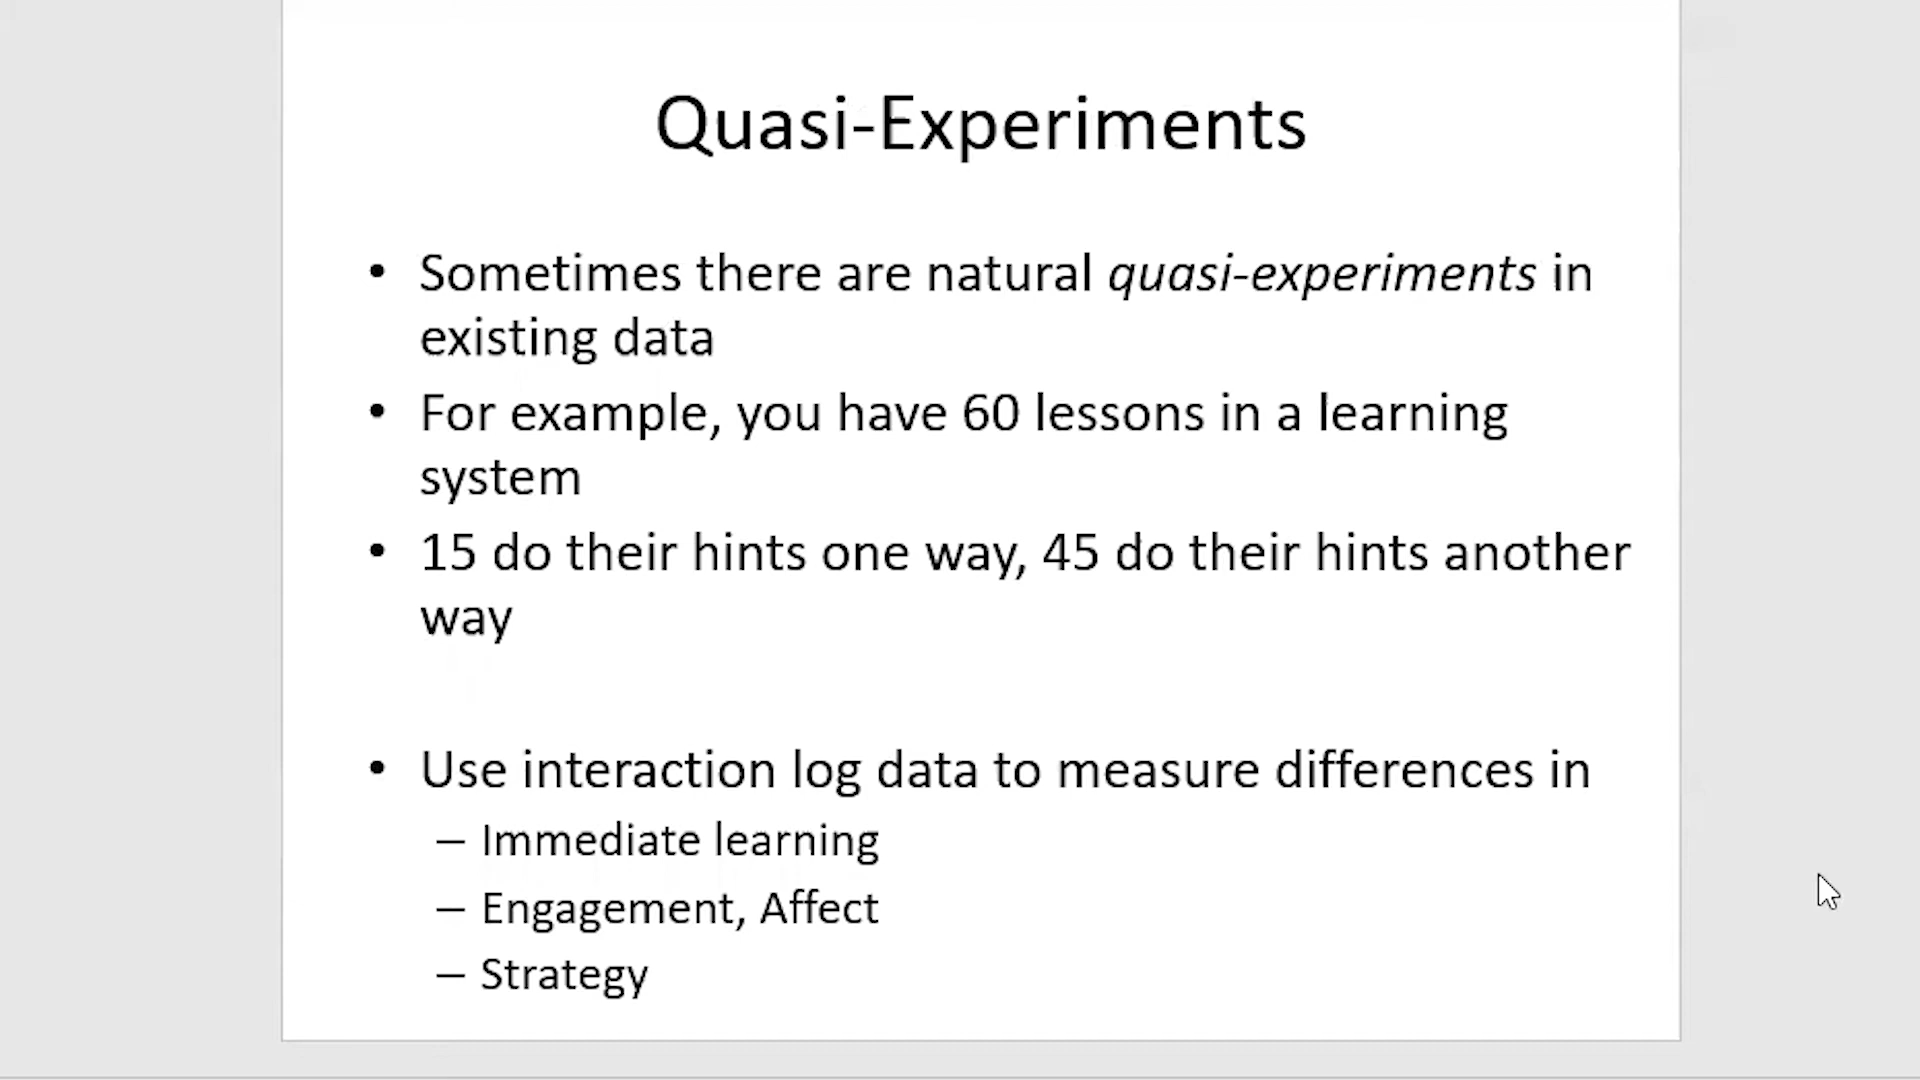 Quasi-Experiments
• Sometimes there are natural quasi-experiments in
existing data
• For example, you have 60 lessons in a learning
system
• 15 do their hints one way, 45 do their hints another
way
• Use interaction log data to measure differences in
– Immediate learning
– Engagement, Affect
– Strategy